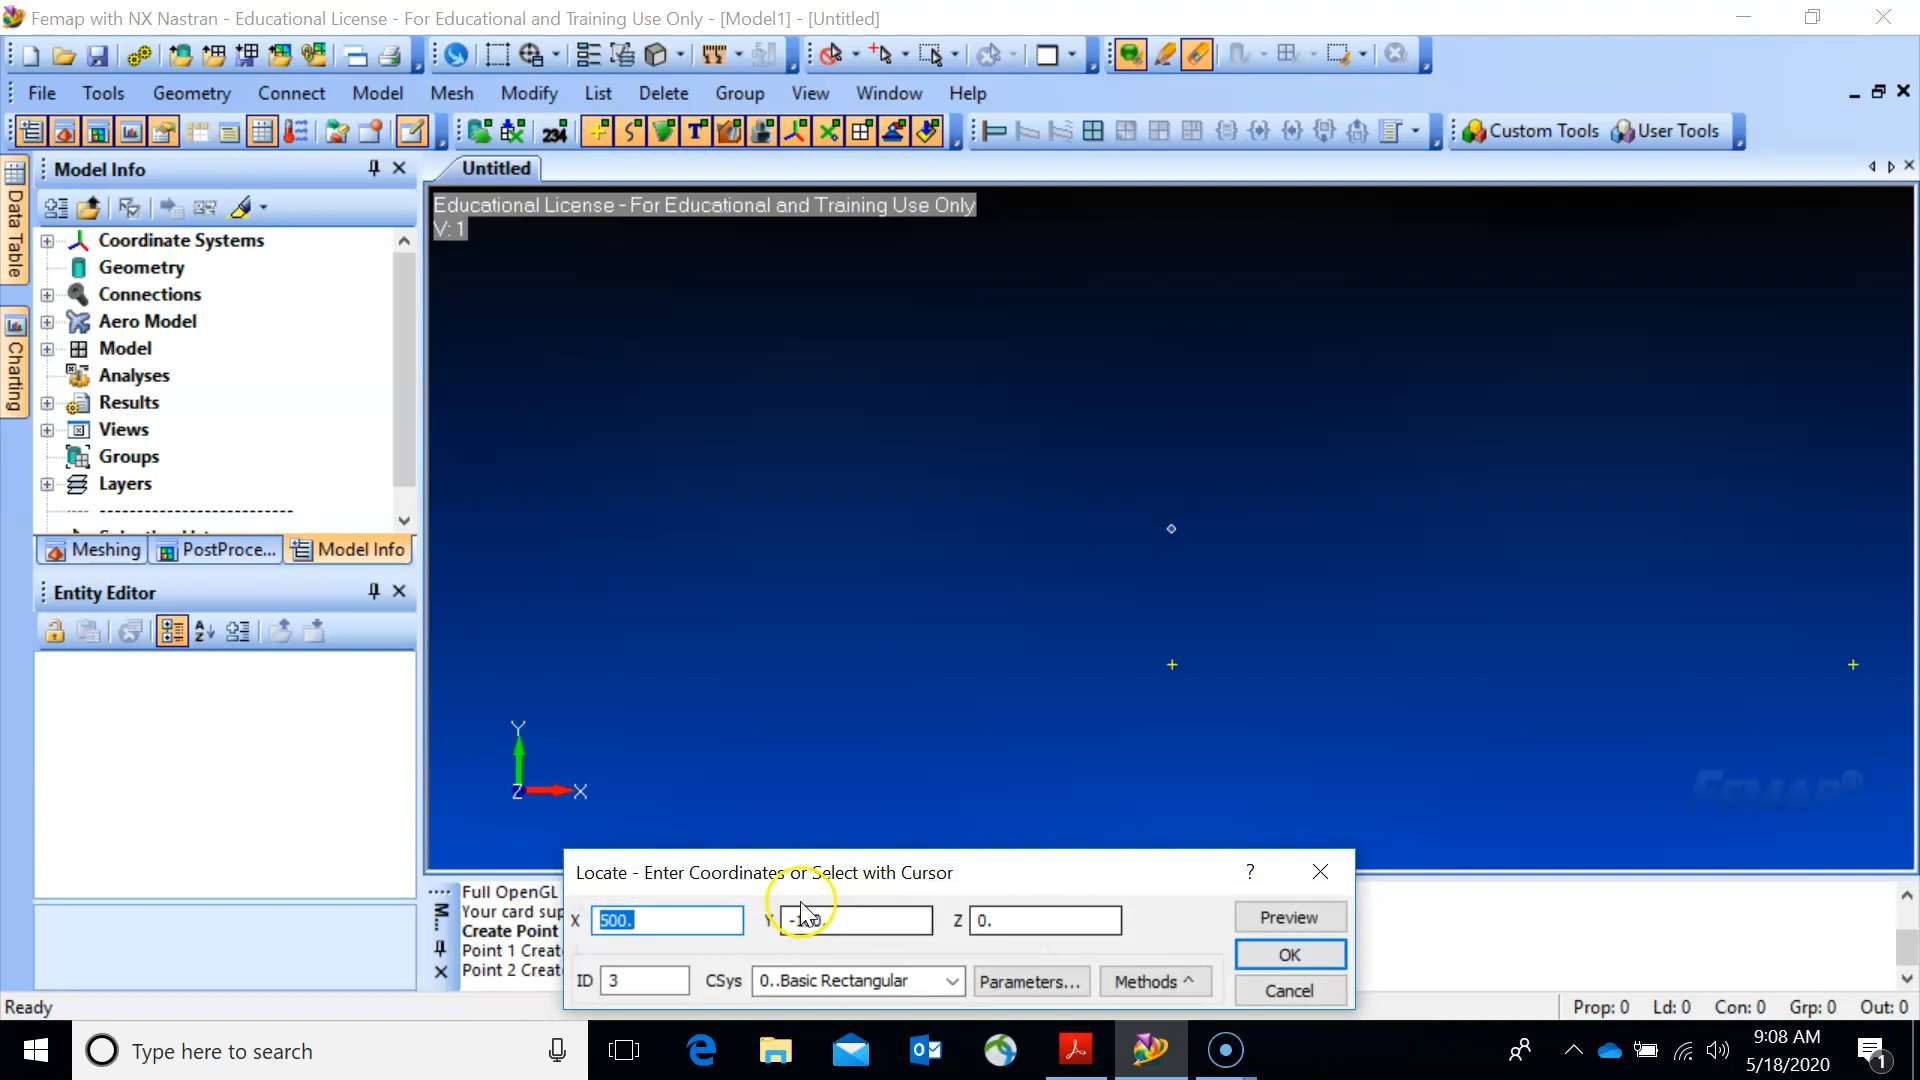 Femap with NX Nastran - Educational License - For Educational and Training Use Only - [Model1] - [Untitled]
File Tools Geometry Connect Model Mesh Modify List Delete Group View Window Help
234 Custom Tools User Tools
Model Info
Untitled
Educational License - For Educational and Training Use Only
V: 1
Data Table
Charting
Coordinate Systems
Geometry
Connections
Aero Model
Model
Analyses
Results
Views
Groups
Layers
Meshing PostProce... Model Info
Entity Editor
Y
Z X
FEMAP
Locate - Enter Coordinates or Select with Cursor ?
X 500. Y Z 0. Preview
OK
ID 3 CSys 0..Basic Rectangular Parameters... Methods ^ Cancel
M...
Full OpenGL
Your card sup
Create Point
Point 1 Creat
Point 2 Creat
Ready Prop: 0 Ld: 0 Con: 0 Grp: 0 Out: 0
Type here to search
9:08 AM
5/18/2020
1